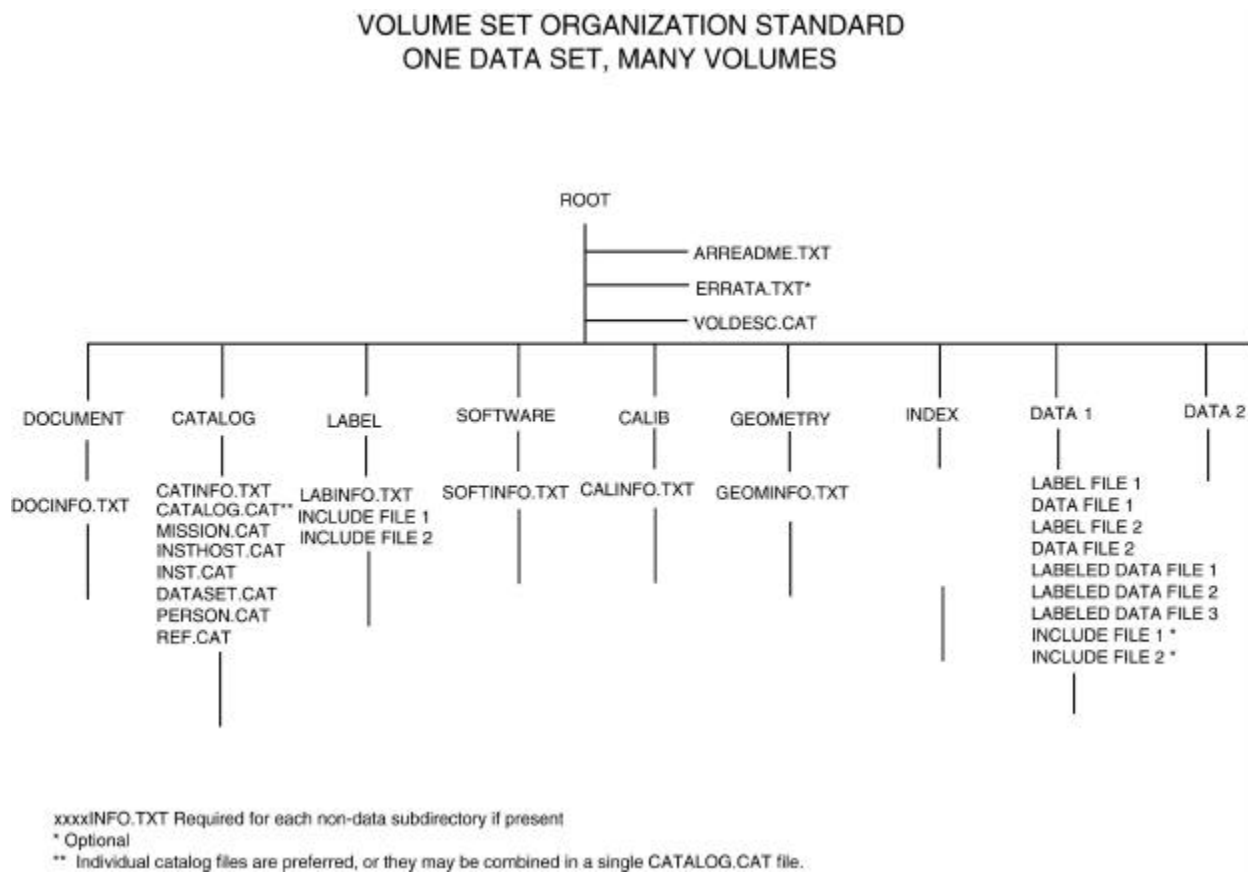 VOLUME SET ORGANIZATION STANDARD
ONE DATA SET, MANY VOLUMES
ROOT
ARREADME.TXT
ERRATA.TXT*
VOLDESC.CAT
DOCUMENT
DOCINFO.TXT
CATALOG
CATINFO.TXT
CATALOG.CAT**
MISSION.CAT
INSTHOST.CAT
INST.CAT
DATASET.CAT
PERSON.CAT
REF.CAT
LABEL
LABINFO.TXT
INCLUDE FILE 1
INCLUDE FILE 2
SOFTWARE
SOFTINFO.TXT
CALIB
CALINFO.TXT
GEOMETRY
GEOMINFO.TXT
INDEX
DATA 1
LABEL FILE 1
DATA FILE 1
LABEL FILE 2
DATA FILE 2
LABELED DATA FILE 1
LABELED DATA FILE 2
LABELED DATA FILE 3
INCLUDE FILE 1 *
INCLUDE FILE 2 *
DATA 2
xxxxINFO.TXT Required for each non-data subdirectory if present
* Optional
** Individual catalog files are preferred, or they may be combined in a single CATALOG.CAT file.